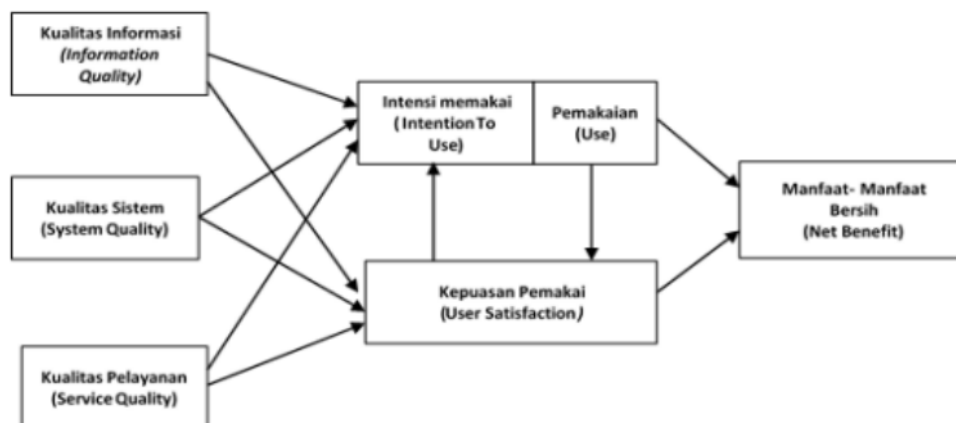 Kualitas Informasi
(Information
Quality)
Intensi memakai
( Intention To
Use)
Pemakaian
(Use)
Kualitas Sistem
(System Quality)
Manfaat- Manfaat
Bersih
(Net Benefit)
Kepuasan Pemakai
(User Satisfaction)
Kualitas Pelayanan
(Service Quality)